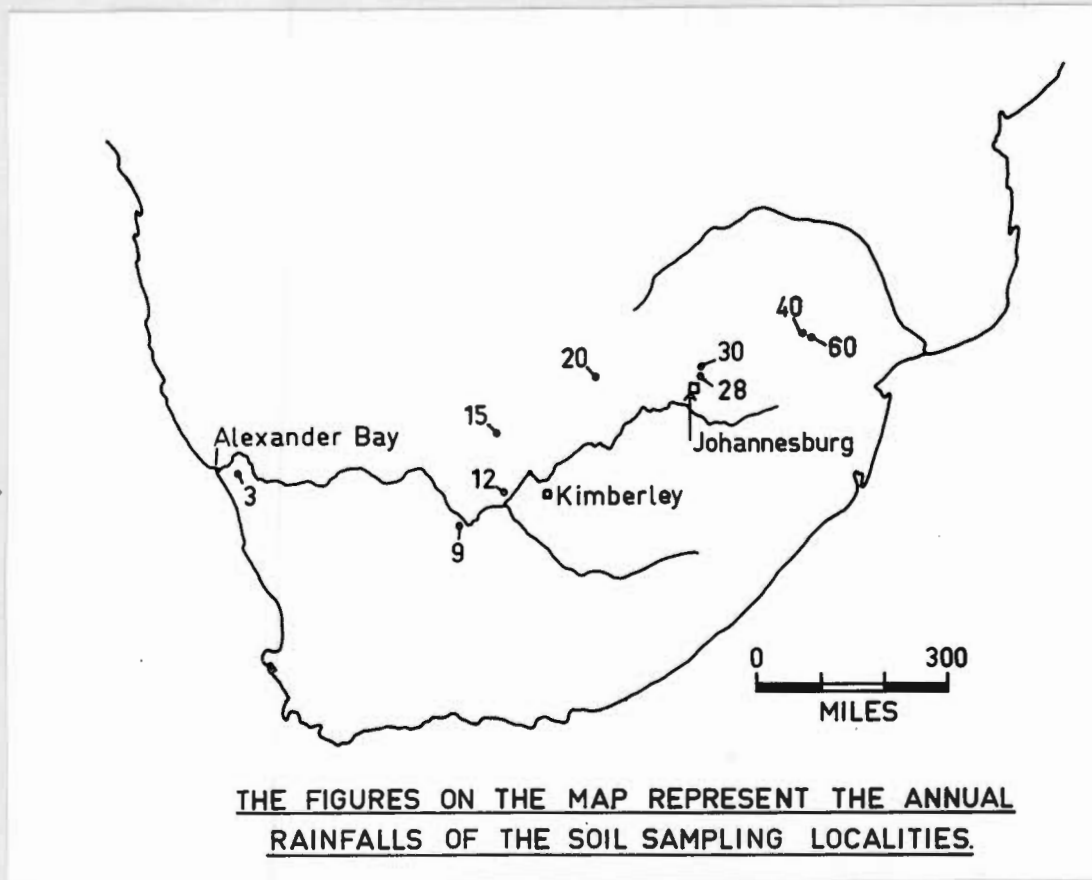 40
60
30
20
28
15
Johannesburg
Alexander Bay
12
Kimberley
3
9
0 300
MILES
THE FIGURES ON THE MAP REPRESENT THE ANNUAL
RAINFALLS OF THE SOIL SAMPLING LOCALITIES.